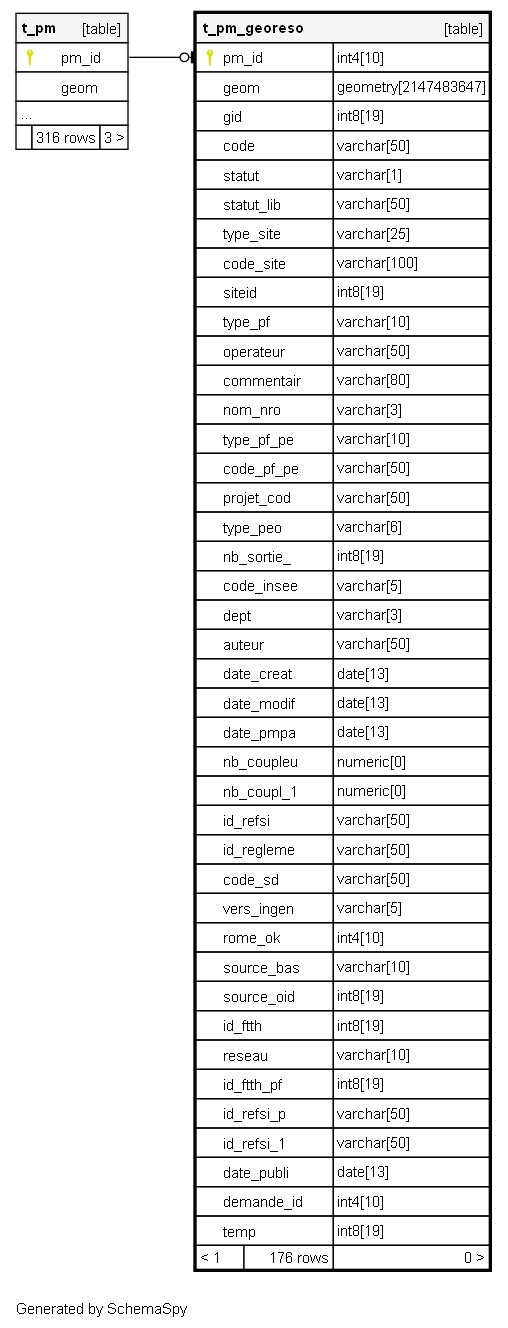 t_pm [table]
pm_id
geom
...
316 rows 3 >
t_pm_georeso [table]
pm_id int4[10]
geom geometry[2147483647]
gid int8[19]
code varchar[50]
statut varchar[1]
statut_lib varchar[50]
type_site varchar[25]
code_site varchar[100]
siteid int8[19]
type_pf varchar[10]
operateur varchar[50]
commentair varchar[80]
nom_nro varchar[3]
type_pf_pe varchar[10]
code_pf_pe varchar[50]
projet_cod varchar[50]
type_peo varchar[6]
nb_sortie_ int8[19]
code_insee varchar[5]
dept varchar[3]
auteur varchar[50]
date_creat date[13]
date_modif date[13]
date_pmpa date[13]
nb_coupleu numeric[0]
nb_coupl_1 numeric[0]
id_refsi varchar[50]
id_regleme varchar[50]
code_sd varchar[50]
vers_ingen varchar[5]
rome_ok int4[10]
source_bas varchar[10]
source_oid int8[19]
id_ftth int8[19]
reseau varchar[10]
id_ftth_pf int8[19]
id_refsi_p varchar[50]
id_refsi_1 varchar[50]
date_publi date[13]
demande_id int4[10]
temp int8[19]
< 1 176 rows 0 >
Generated by SchemaSpy